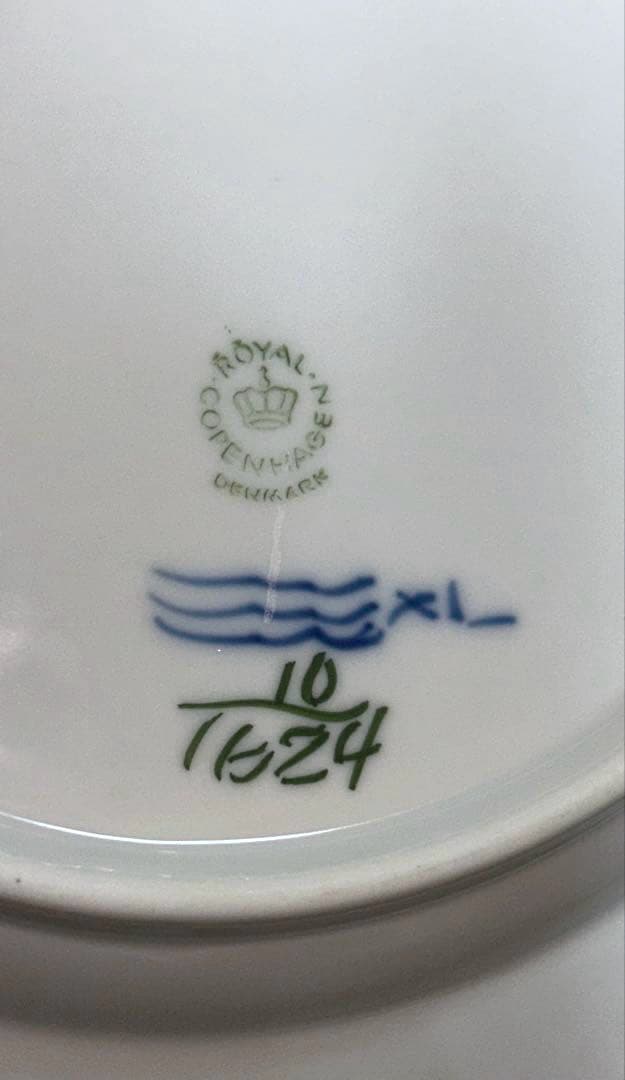 ROYAL
COPENHAGEN
DENMARK
XL
10
1624